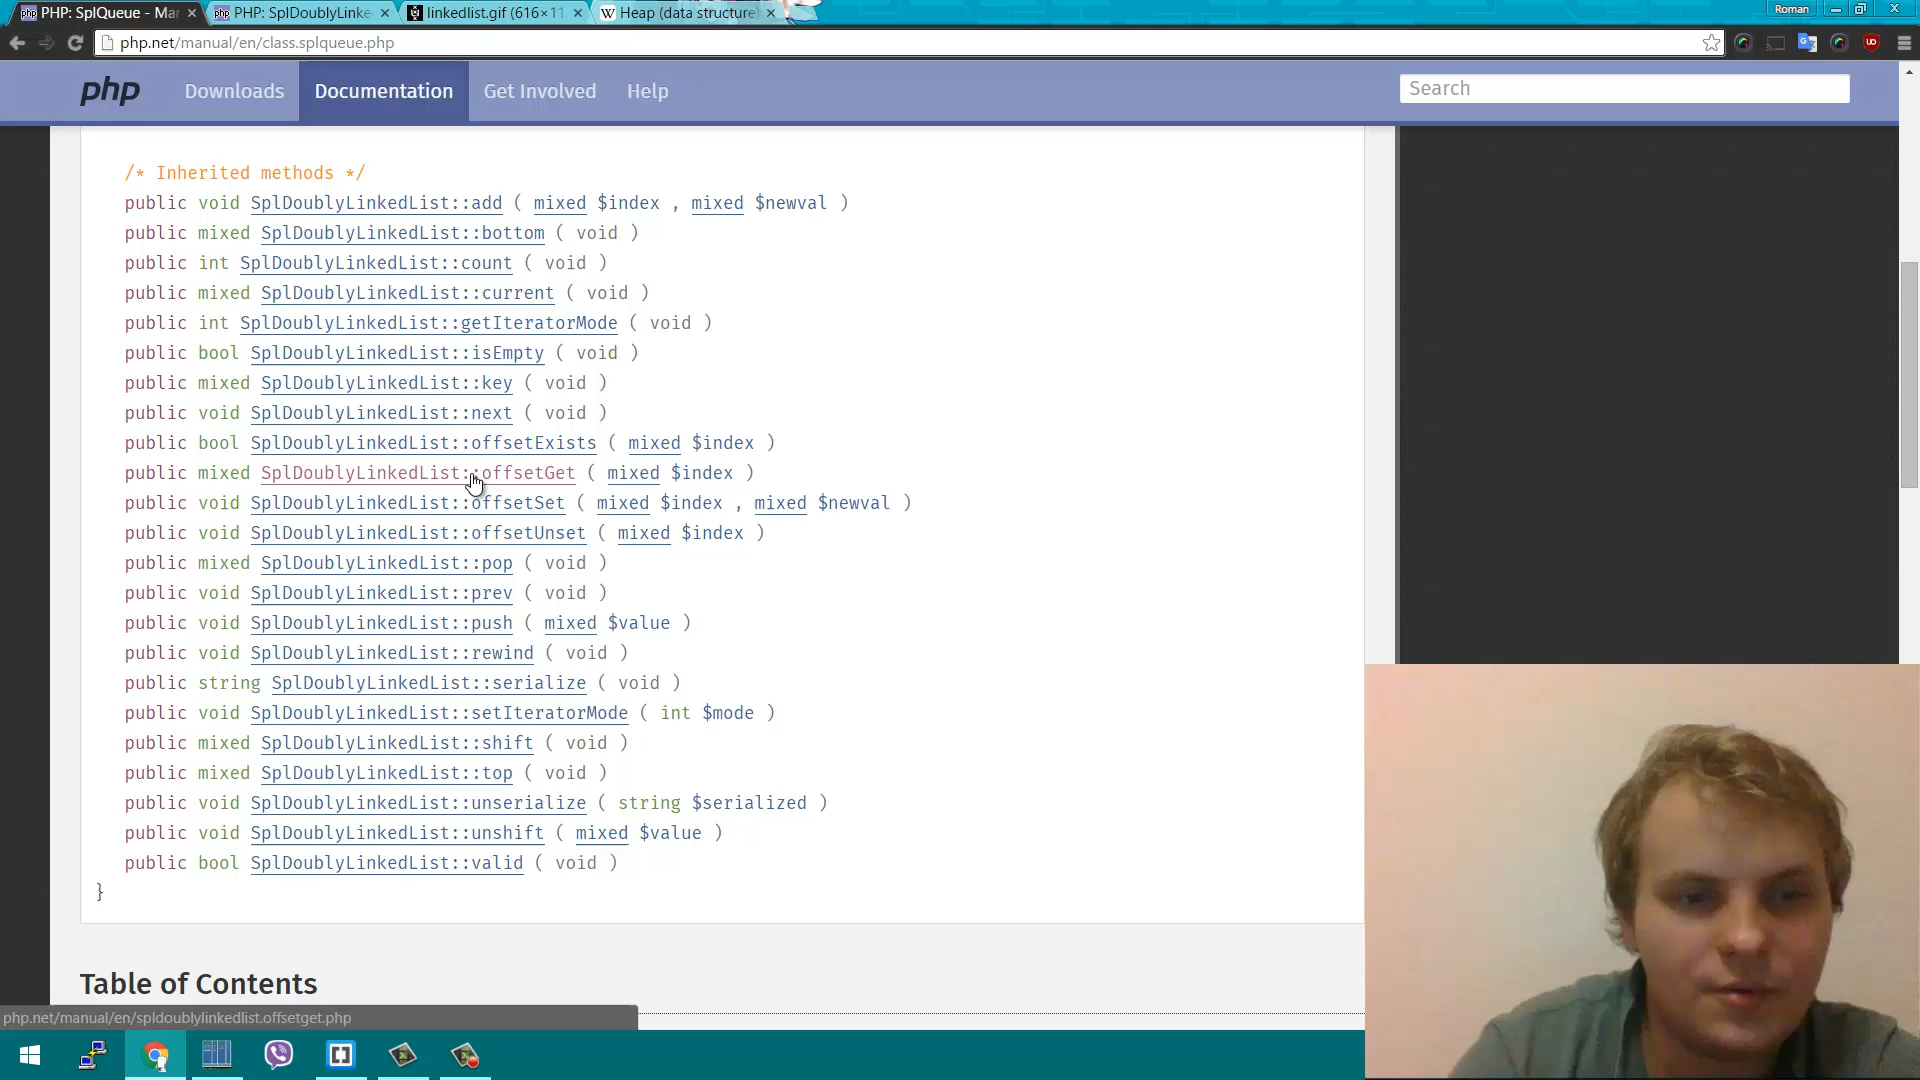 PHP: SplQueue - Ma
PHP: SplDoublyLinke
linkedlist.gif (616×11
Heap (data structure)
Roman
php.net/manual/en/class.splqueue.php
php
Downloads
Documentation
Get Involved
Help
Search
/* Inherited methods */
public void SplDoublyLinkedList::add ( mixed $index , mixed $newval )
public mixed SplDoublyLinkedList::bottom ( void )
public int SplDoublyLinkedList::count ( void )
public mixed SplDoublyLinkedList::current ( void )
public int SplDoublyLinkedList::getIteratorMode ( void )
public bool SplDoublyLinkedList::isEmpty ( void )
public mixed SplDoublyLinkedList::key ( void )
public void SplDoublyLinkedList::next ( void )
public bool SplDoublyLinkedList::offsetExists ( mixed $index )
public mixed SplDoublyLinkedList::offsetGet ( mixed $index )
public void SplDoublyLinkedList::offsetSet ( mixed $index , mixed $newval )
public void SplDoublyLinkedList::offsetUnset ( mixed $index )
public mixed SplDoublyLinkedList::pop ( void )
public void SplDoublyLinkedList::prev ( void )
public void SplDoublyLinkedList::push ( mixed $value )
public void SplDoublyLinkedList::rewind ( void )
public string SplDoublyLinkedList::serialize ( void )
public void SplDoublyLinkedList::setIteratorMode ( int $mode )
public mixed SplDoublyLinkedList::shift ( void )
public mixed SplDoublyLinkedList::top ( void )
public void SplDoublyLinkedList::unserialize ( string $serialized )
public void SplDoublyLinkedList::unshift ( mixed $value )
public bool SplDoublyLinkedList::valid ( void )
}
Table of Contents
php.net/manual/en/spldoublylinkedlist.offsetget.php